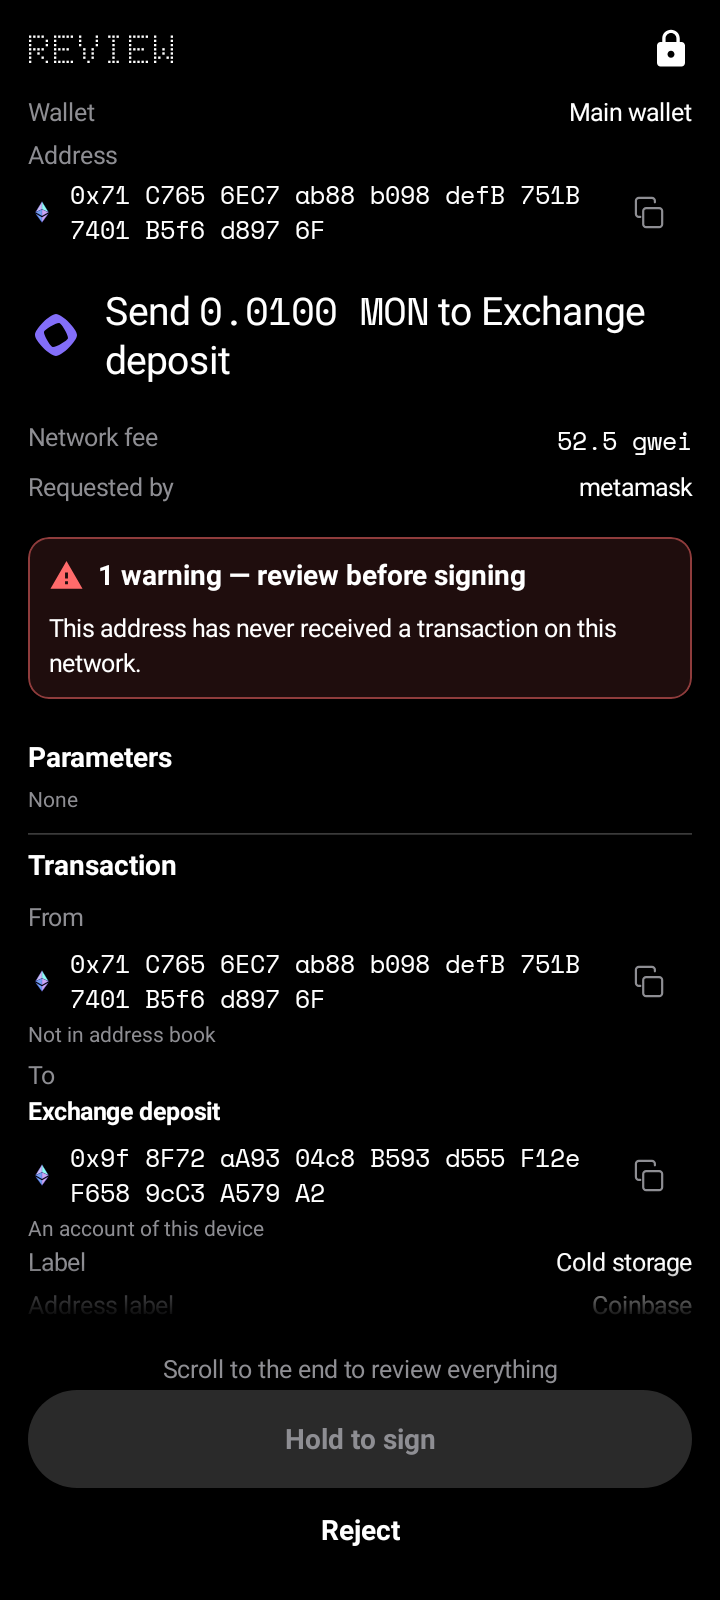 REVIEW
Wallet Main wallet
Address
0x71 C765 6EC7 ab88 b098 defB 751B
7401 B5f6 d897 6F
Send 0.0100 MON to Exchange
deposit
Network fee 52.5 gwei
Requested by metamask
1 warning — review before signing
This address has never received a transaction on this
network.
Parameters
None
Transaction
From
0x71 C765 6EC7 ab88 b098 defB 751B
7401 B5f6 d897 6F
Not in address book
To
Exchange deposit
0x9f 8F72 aA93 04c8 B593 d555 F12e
F658 9cC3 A579 A2
An account of this device
Label Cold storage
Address label Coinbase
Scroll to the end to review everything
Hold to sign
Reject